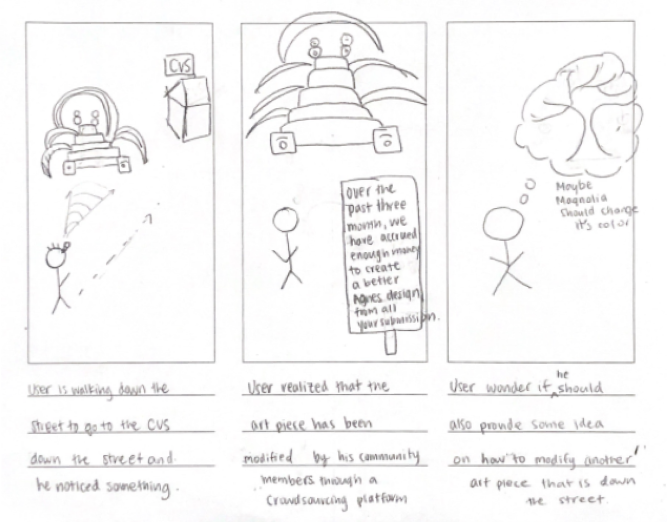 CVS
User is walking down the
street to go to the CVS
down the street and
he noticed something.
Over the
past three
month, we
have accrued
enough money
to create
a better
Agnes design
from all
your submission.
User realized that the
art piece has been
modified by his community
members through a
crowdsourcing platform
Maybe
Magnolia
should change
it's color
he
User wonder if should
also provide some idea
on how to modify another
art piece that is down
the street.